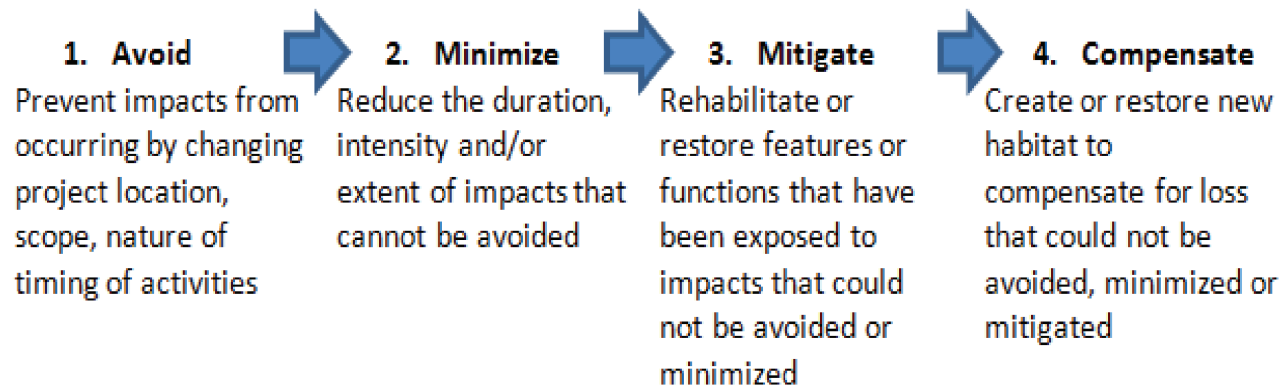 1. Avoid
Prevent impacts from
occurring by changing
project location,
scope, nature of
timing of activities
2. Minimize
Reduce the duration,
intensity and/or
extent of impacts that
cannot be avoided
3. Mitigate
Rehabilitate or
restore features or
functions that have
been exposed to
impacts that could
not be avoided or
minimized
4. Compensate
Create or restore new
habitat to
compensate for loss
that could not be
avoided, minimized or
mitigated